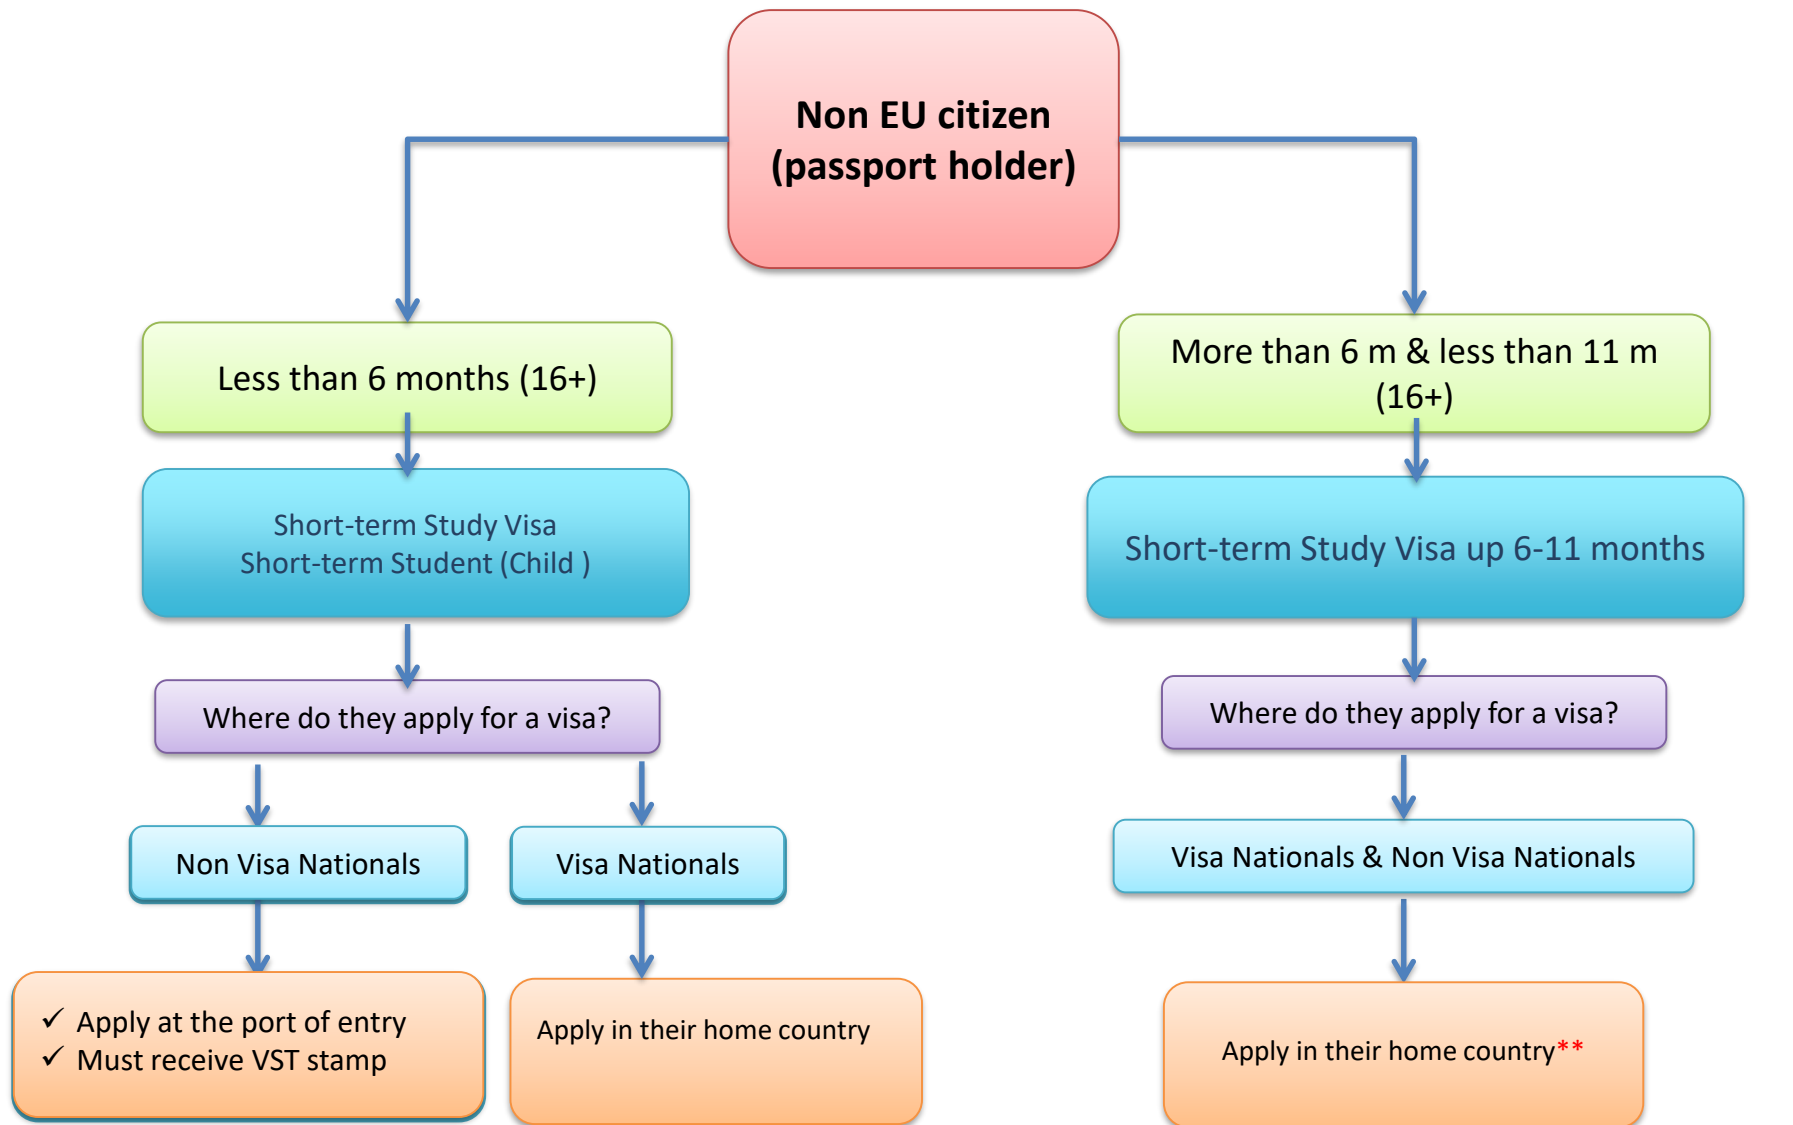 Non EU citizen
(passport holder)
Less than 6 months (16+)
More than 6 m & less than 11 m
(16+)
Short-term Study Visa
Short-term Student (Child )
Short-term Study Visa up 6-11 months
Where do they apply for a visa?
Where do they apply for a visa?
Non Visa Nationals
Visa Nationals
Visa Nationals & Non Visa Nationals
✓ Apply at the port of entry
✓ Must receive VST stamp
Apply in their home country
Apply in their home country**